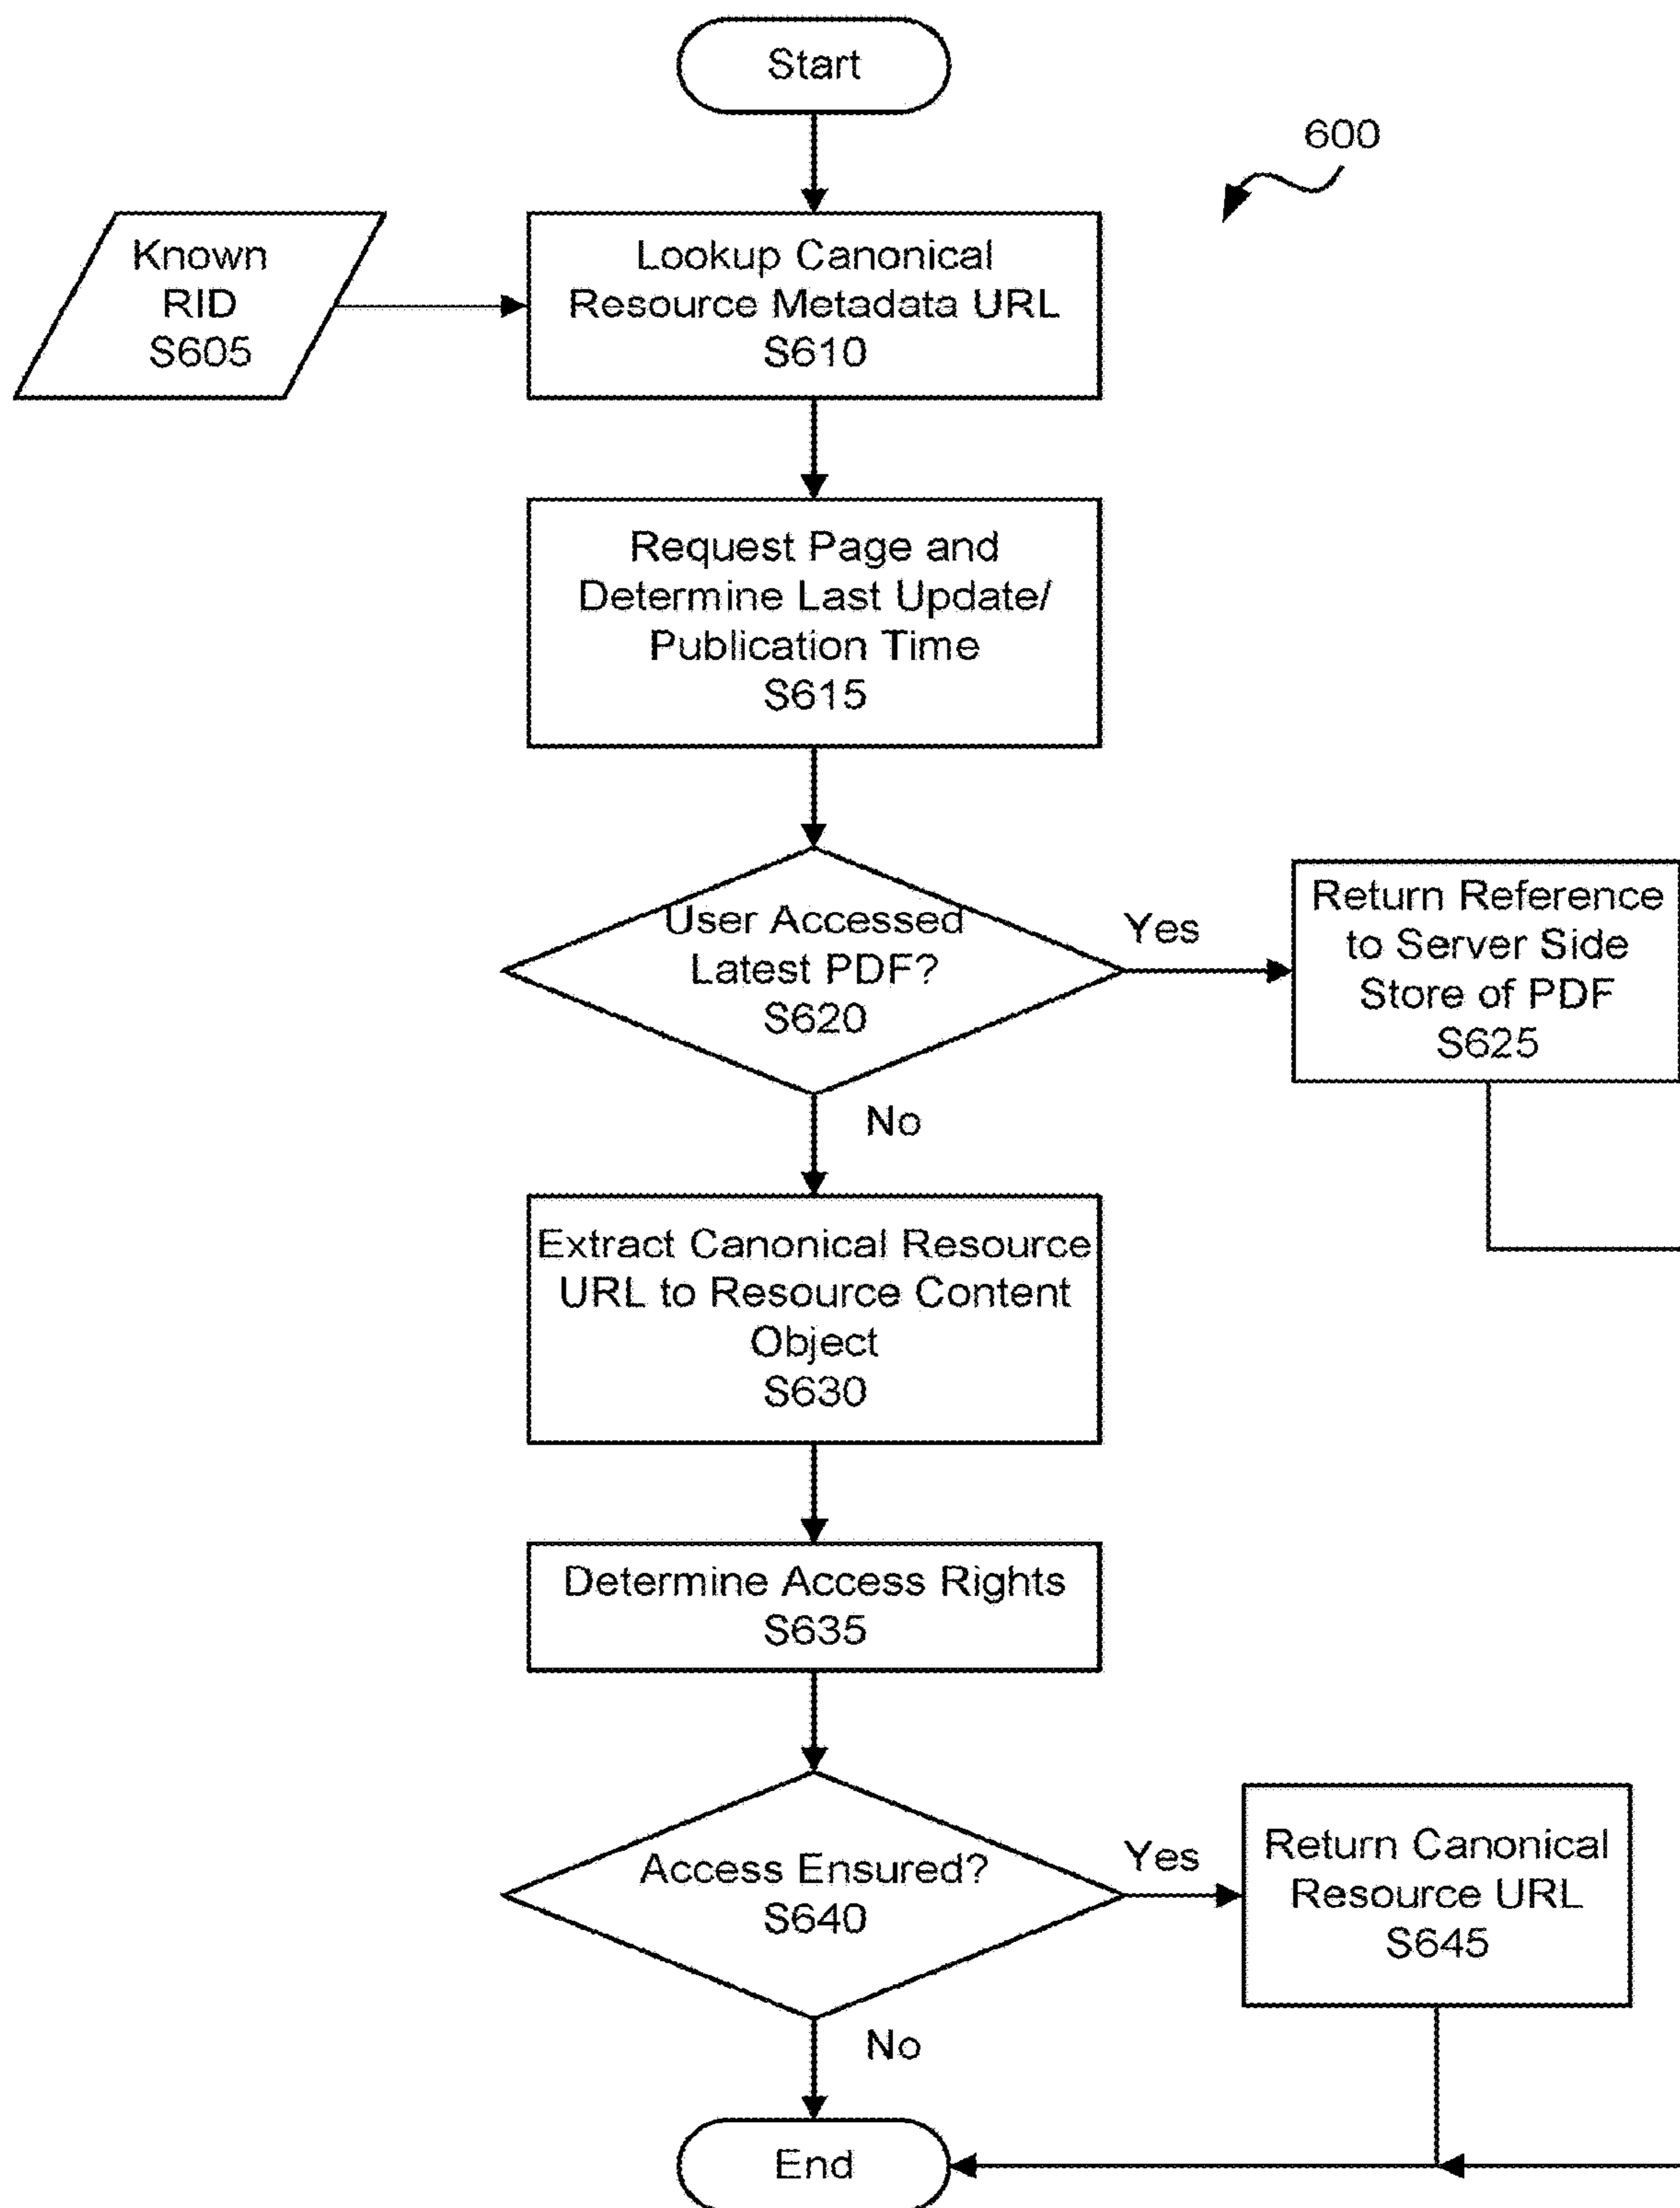 Start
600
Known
RID
S605
Lookup Canonical
Resource Metadata URL
S610
Request Page and
Determine Last Update/
Publication Time
S615
User Accessed
Latest PDF?
S620
Yes
Return Reference
to Server Side
Store of PDF
S625
No
Extract Canonical Resource
URL to Resource Content
Object
S630
Determine Access Rights
S635
Access Ensured?
S640
Yes
Return Canonical
Resource URL
S645
No
End